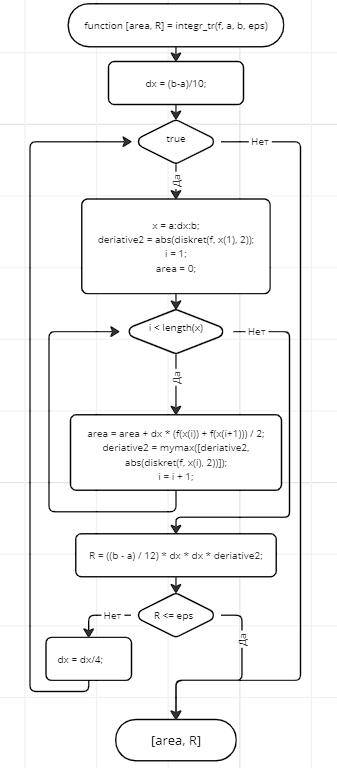 function [area, R] = integr_tr(f, a, b, eps)
dx = (b-a)/10;
true
Нет
Да
x = a:dx:b;
deriative2 = abs(diskret(f, x(1), 2));
i = 1;
area = 0;
i < length(x)
Нет
Да
area = area + dx * (f(x(i)) + f(x(i+1))) / 2;
deriative2 = mymax([deriative2,
abs(diskret(f, x(i), 2))]);
i = i + 1;
R = ((b - a) / 12) * dx * dx * deriative2;
Нет
R <= eps
Да
dx = dx/4;
[area, R]